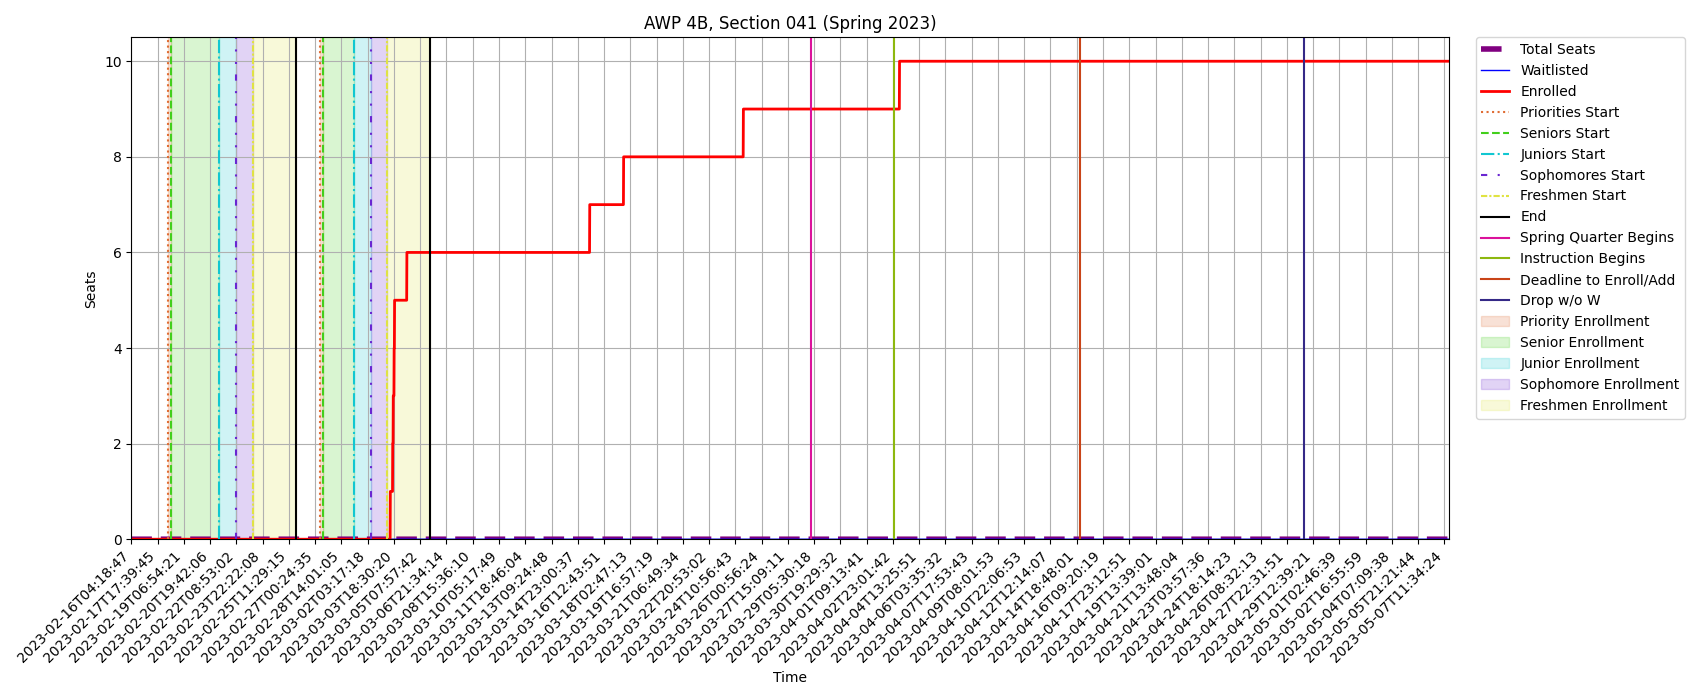 AWP 4B, Section 041 (Spring 2023)
10
8
6
4
2
0
Seats
2023-02-16T04:18:47
2023-02-17T17:39:45
2023-02-19T06:54:21
2023-02-20T19:42:06
2023-02-22T08:53:02
2023-02-23T22:22:08
2023-02-25T11:29:15
2023-02-27T00:24:35
2023-02-28T14:01:05
2023-03-02T03:17:18
2023-03-03T18:30:20
2023-03-05T07:57:42
2023-03-06T21:34:14
2023-03-08T15:36:10
2023-03-10T05:17:49
2023-03-11T18:46:04
2023-03-13T09:24:48
2023-03-14T23:00:37
2023-03-16T12:43:51
2023-03-18T02:47:13
2023-03-19T16:57:19
2023-03-21T06:49:34
2023-03-22T20:53:02
2023-03-24T10:56:43
2023-03-26T00:56:24
2023-03-27T15:09:11
2023-03-29T05:30:18
2023-03-30T19:29:32
2023-04-01T09:13:41
2023-04-02T23:01:42
2023-04-04T13:25:51
2023-04-06T03:35:32
2023-04-07T17:53:43
2023-04-09T08:01:53
2023-04-10T22:06:53
2023-04-12T12:14:07
2023-04-14T18:48:01
2023-04-16T09:20:19
2023-04-17T23:12:51
2023-04-19T13:39:01
2023-04-21T13:48:04
2023-04-23T03:57:36
2023-04-24T18:14:23
2023-04-26T08:32:13
2023-04-27T22:31:51
2023-04-29T12:39:21
2023-05-01T02:46:39
2023-05-02T16:55:59
2023-05-04T07:09:38
2023-05-05T21:21:44
2023-05-07T11:34:24
Time
Total Seats
Waitlisted
Enrolled
Priorities Start
Seniors Start
Juniors Start
Sophomores Start
Freshmen Start
End
Spring Quarter Begins
Instruction Begins
Deadline to Enroll/Add
Drop w/o W
Priority Enrollment
Senior Enrollment
Junior Enrollment
Sophomore Enrollment
Freshmen Enrollment